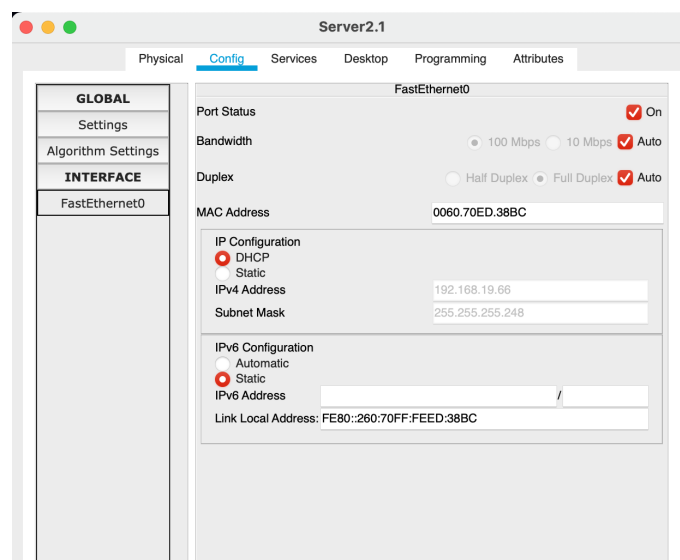 Server2.1
Physical Config Services Desktop Programming Attributes
GLOBAL
Settings
Algorithm Settings
INTERFACE
FastEthernet0
FastEthernet0
Port Status On
Bandwidth 100 Mbps 10 Mbps Auto
Duplex Half Duplex Full Duplex Auto
MAC Address 0060.70ED.38BC
IP Configuration
DHCP
Static
IPv4 Address 192.168.19.66
Subnet Mask 255.255.255.248
IPv6 Configuration
Automatic
Static
IPv6 Address /
Link Local Address: FE80::260:70FF:FEED:38BC